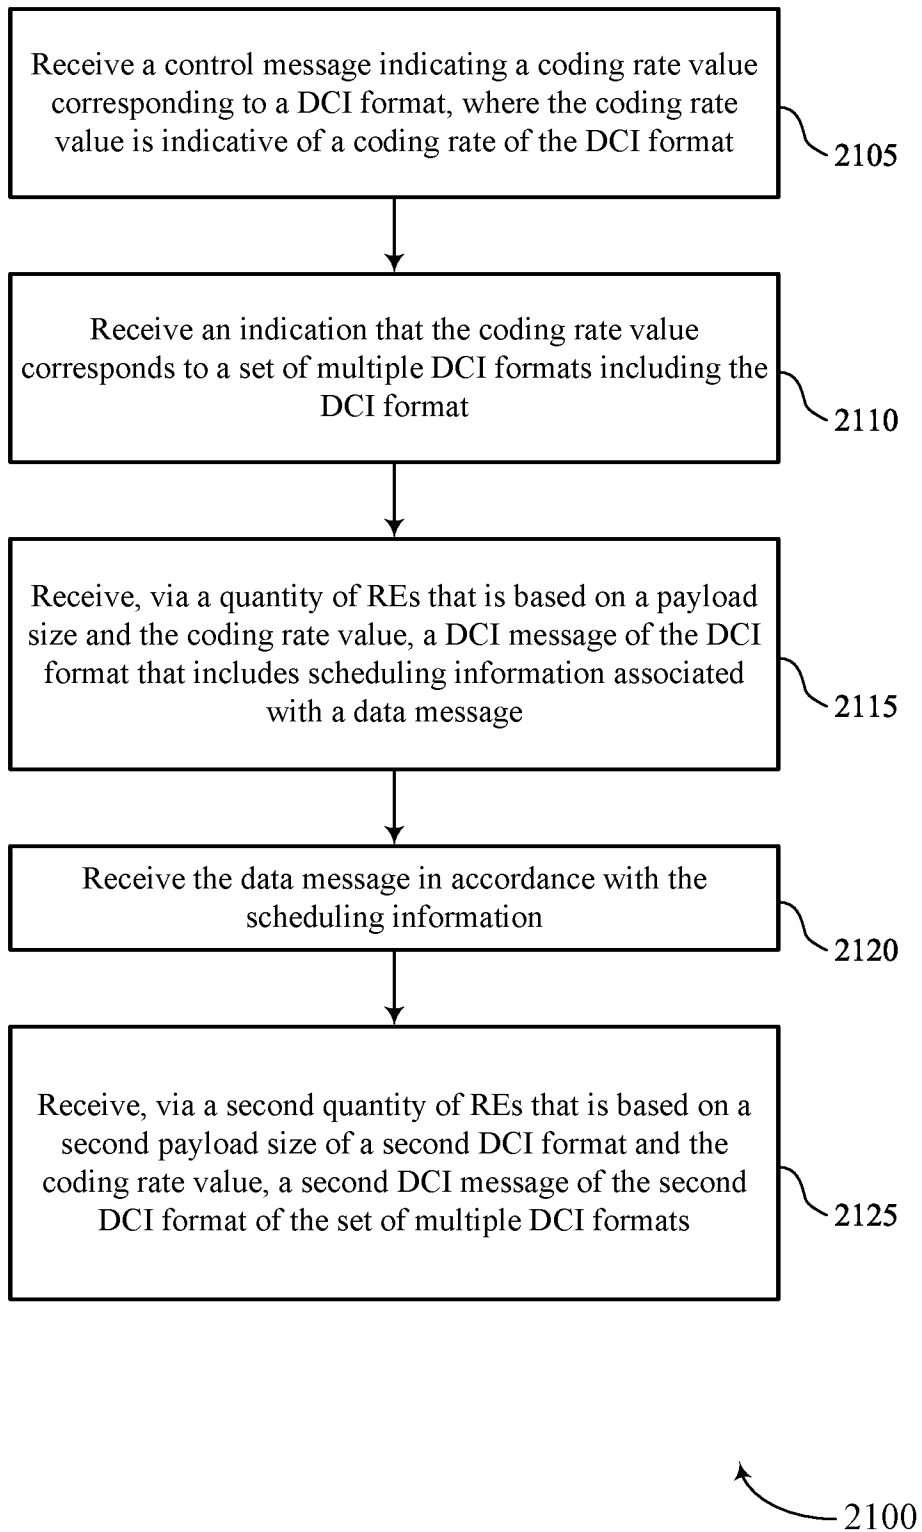 Receive a control message indicating a coding rate value
corresponding to a DCI format, where the coding rate
value is indicative of a coding rate of the DCI format
2105
Receive an indication that the coding rate value
corresponds to a set of multiple DCI formats including the
DCI format
2110
Receive, via a quantity of REs that is based on a payload
size and the coding rate value, a DCI message of the DCI
format that includes scheduling information associated
with a data message
2115
Receive the data message in accordance with the
scheduling information
2120
Receive, via a second quantity of REs that is based on a
second payload size of a second DCI format and the
coding rate value, a second DCI message of the second
DCI format of the set of multiple DCI formats
2125
2100